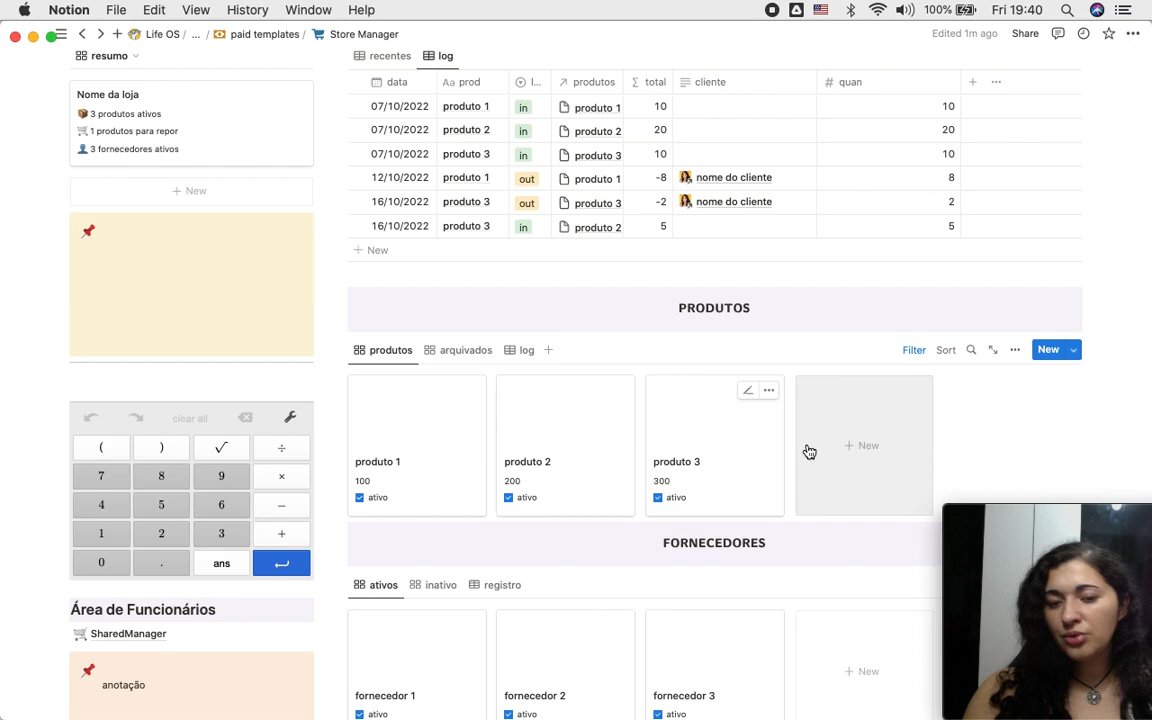 Notion File Edit View History Window Help 100% Fri 19:40
Life OS / ... / paid templates / Store Manager Edited 1m ago Share
resumo
Nome da loja
3 produtos ativos
1 produtos para repor
3 fornecedores ativos
+ New
clear all
( ) √ ÷
7 8 9 ×
4 5 6 −
1 2 3 +
0 . ans
Área de Funcionários
SharedManager
anotação
recentes log
data Aa prod I... produtos Σ total cliente # quan + ...
07/10/2022 produto 1 in produto 1 10 10
07/10/2022 produto 2 in produto 2 20 20
07/10/2022 produto 3 in produto 3 10 10
12/10/2022 produto 1 out produto 1 -8 nome do cliente 8
16/10/2022 produto 3 out produto 3 -2 nome do cliente 2
16/10/2022 produto 3 in produto 2 5 5
+ New
PRODUTOS
produtos arquivados log + Filter Sort ... New
produto 1
100
ativo
produto 2
200
ativo
produto 3
300
ativo
+ New
FORNECEDORES
ativos inativo registro
fornecedor 1
ativo
fornecedor 2
ativo
fornecedor 3
ativo
+ New